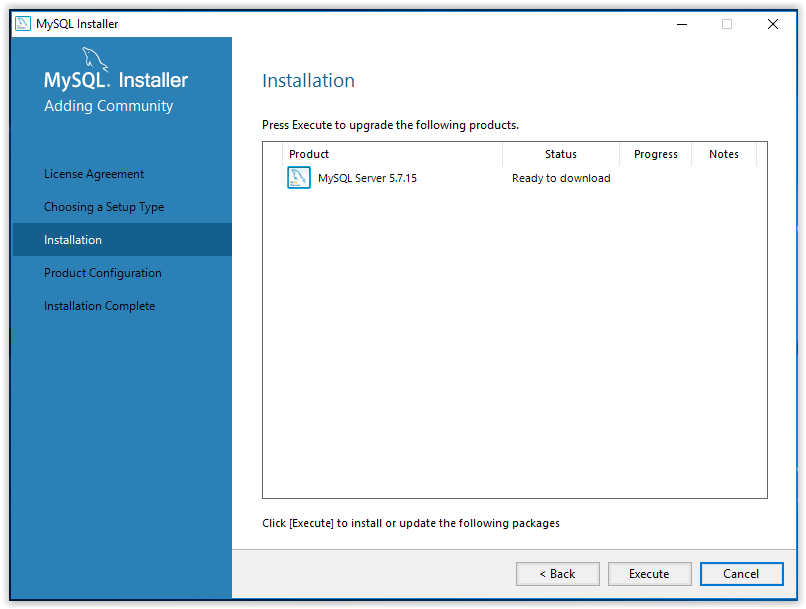 MySQL Installer
MySQL. Installer
Adding Community
License Agreement
Choosing a Setup Type
Installation
Product Configuration
Installation Complete
Installation
Press Execute to upgrade the following products.
Product Status Progress Notes
MySQL Server 5.7.15 Ready to download
Click [Execute] to install or update the following packages
< Back Execute Cancel